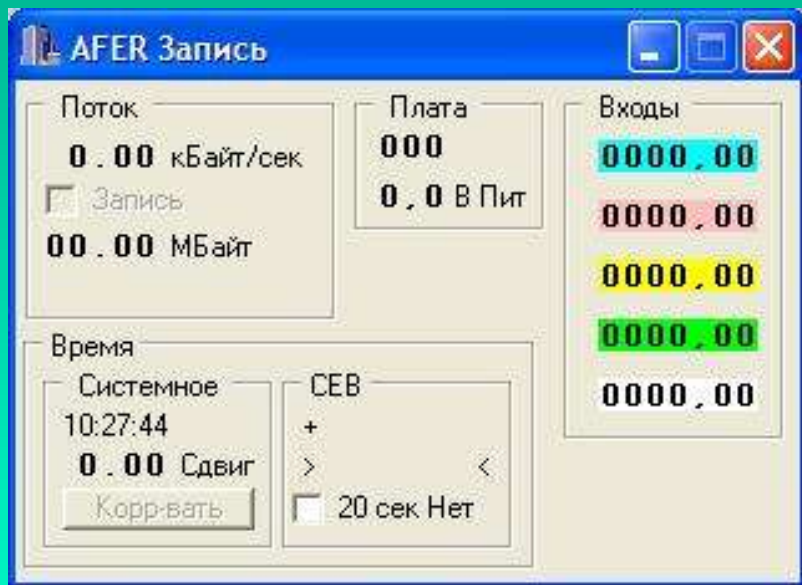 AFER Запись
Поток
0.00 кБайт/сек
Запись
00.00 МБайт
Плата
000
0,0 В Пит
Входы
0000,00
0000,00
0000,00
0000,00
0000,00
Время
Системное
10:27:44
0.00 Сдвиг
Корр-вать
СЕВ
+
> <
20 сек Нет